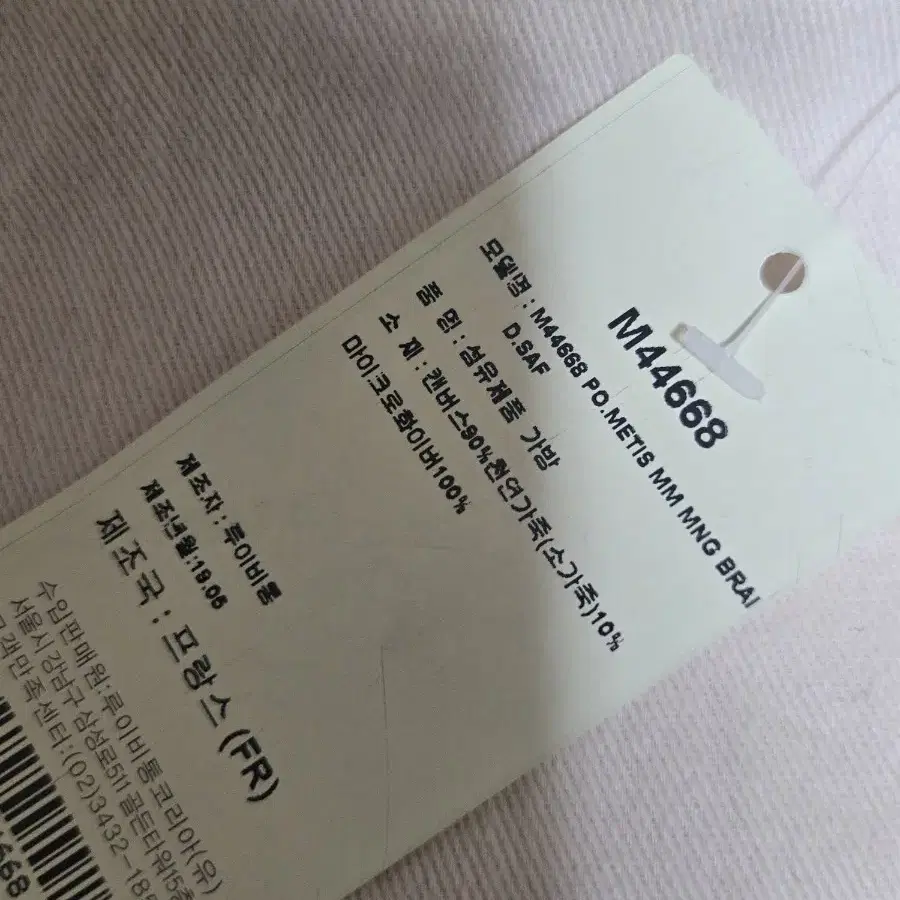 M44668
모델명 : M44668 PO.METIS MM MNG BRAI
D.SAF
품 명 : 섬유제품 가방
소 재 : 캔버스90%천연가죽(소가죽)10%
마이크로화이버100%
제조자 : 루이비통
제조년월:19.06
제조국 : 프랑스 (FR)
수입판매원:루이비통코리아(유)
서울시 강남구 삼성로511 골든타워15층
고객만족센터:(02)3432-18
668